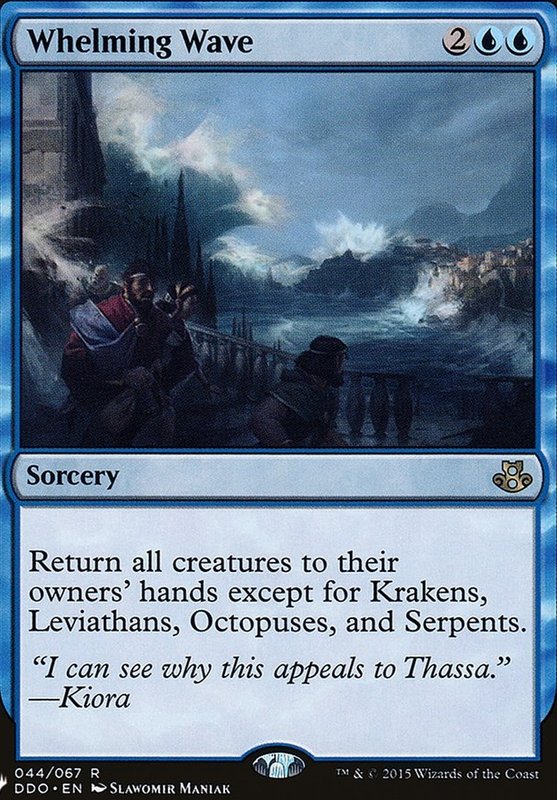 Whelming Wave 2
Sorcery
Return all creatures to their
owners' hands except for Krakens,
Leviathans, Octopuses, and Serpents.
“I can see why this appeals to Thassa.”
—Kiora
044/067 R
DDO • EN Slawomir Maniak
™ & © 2015 Wizards of the Coast